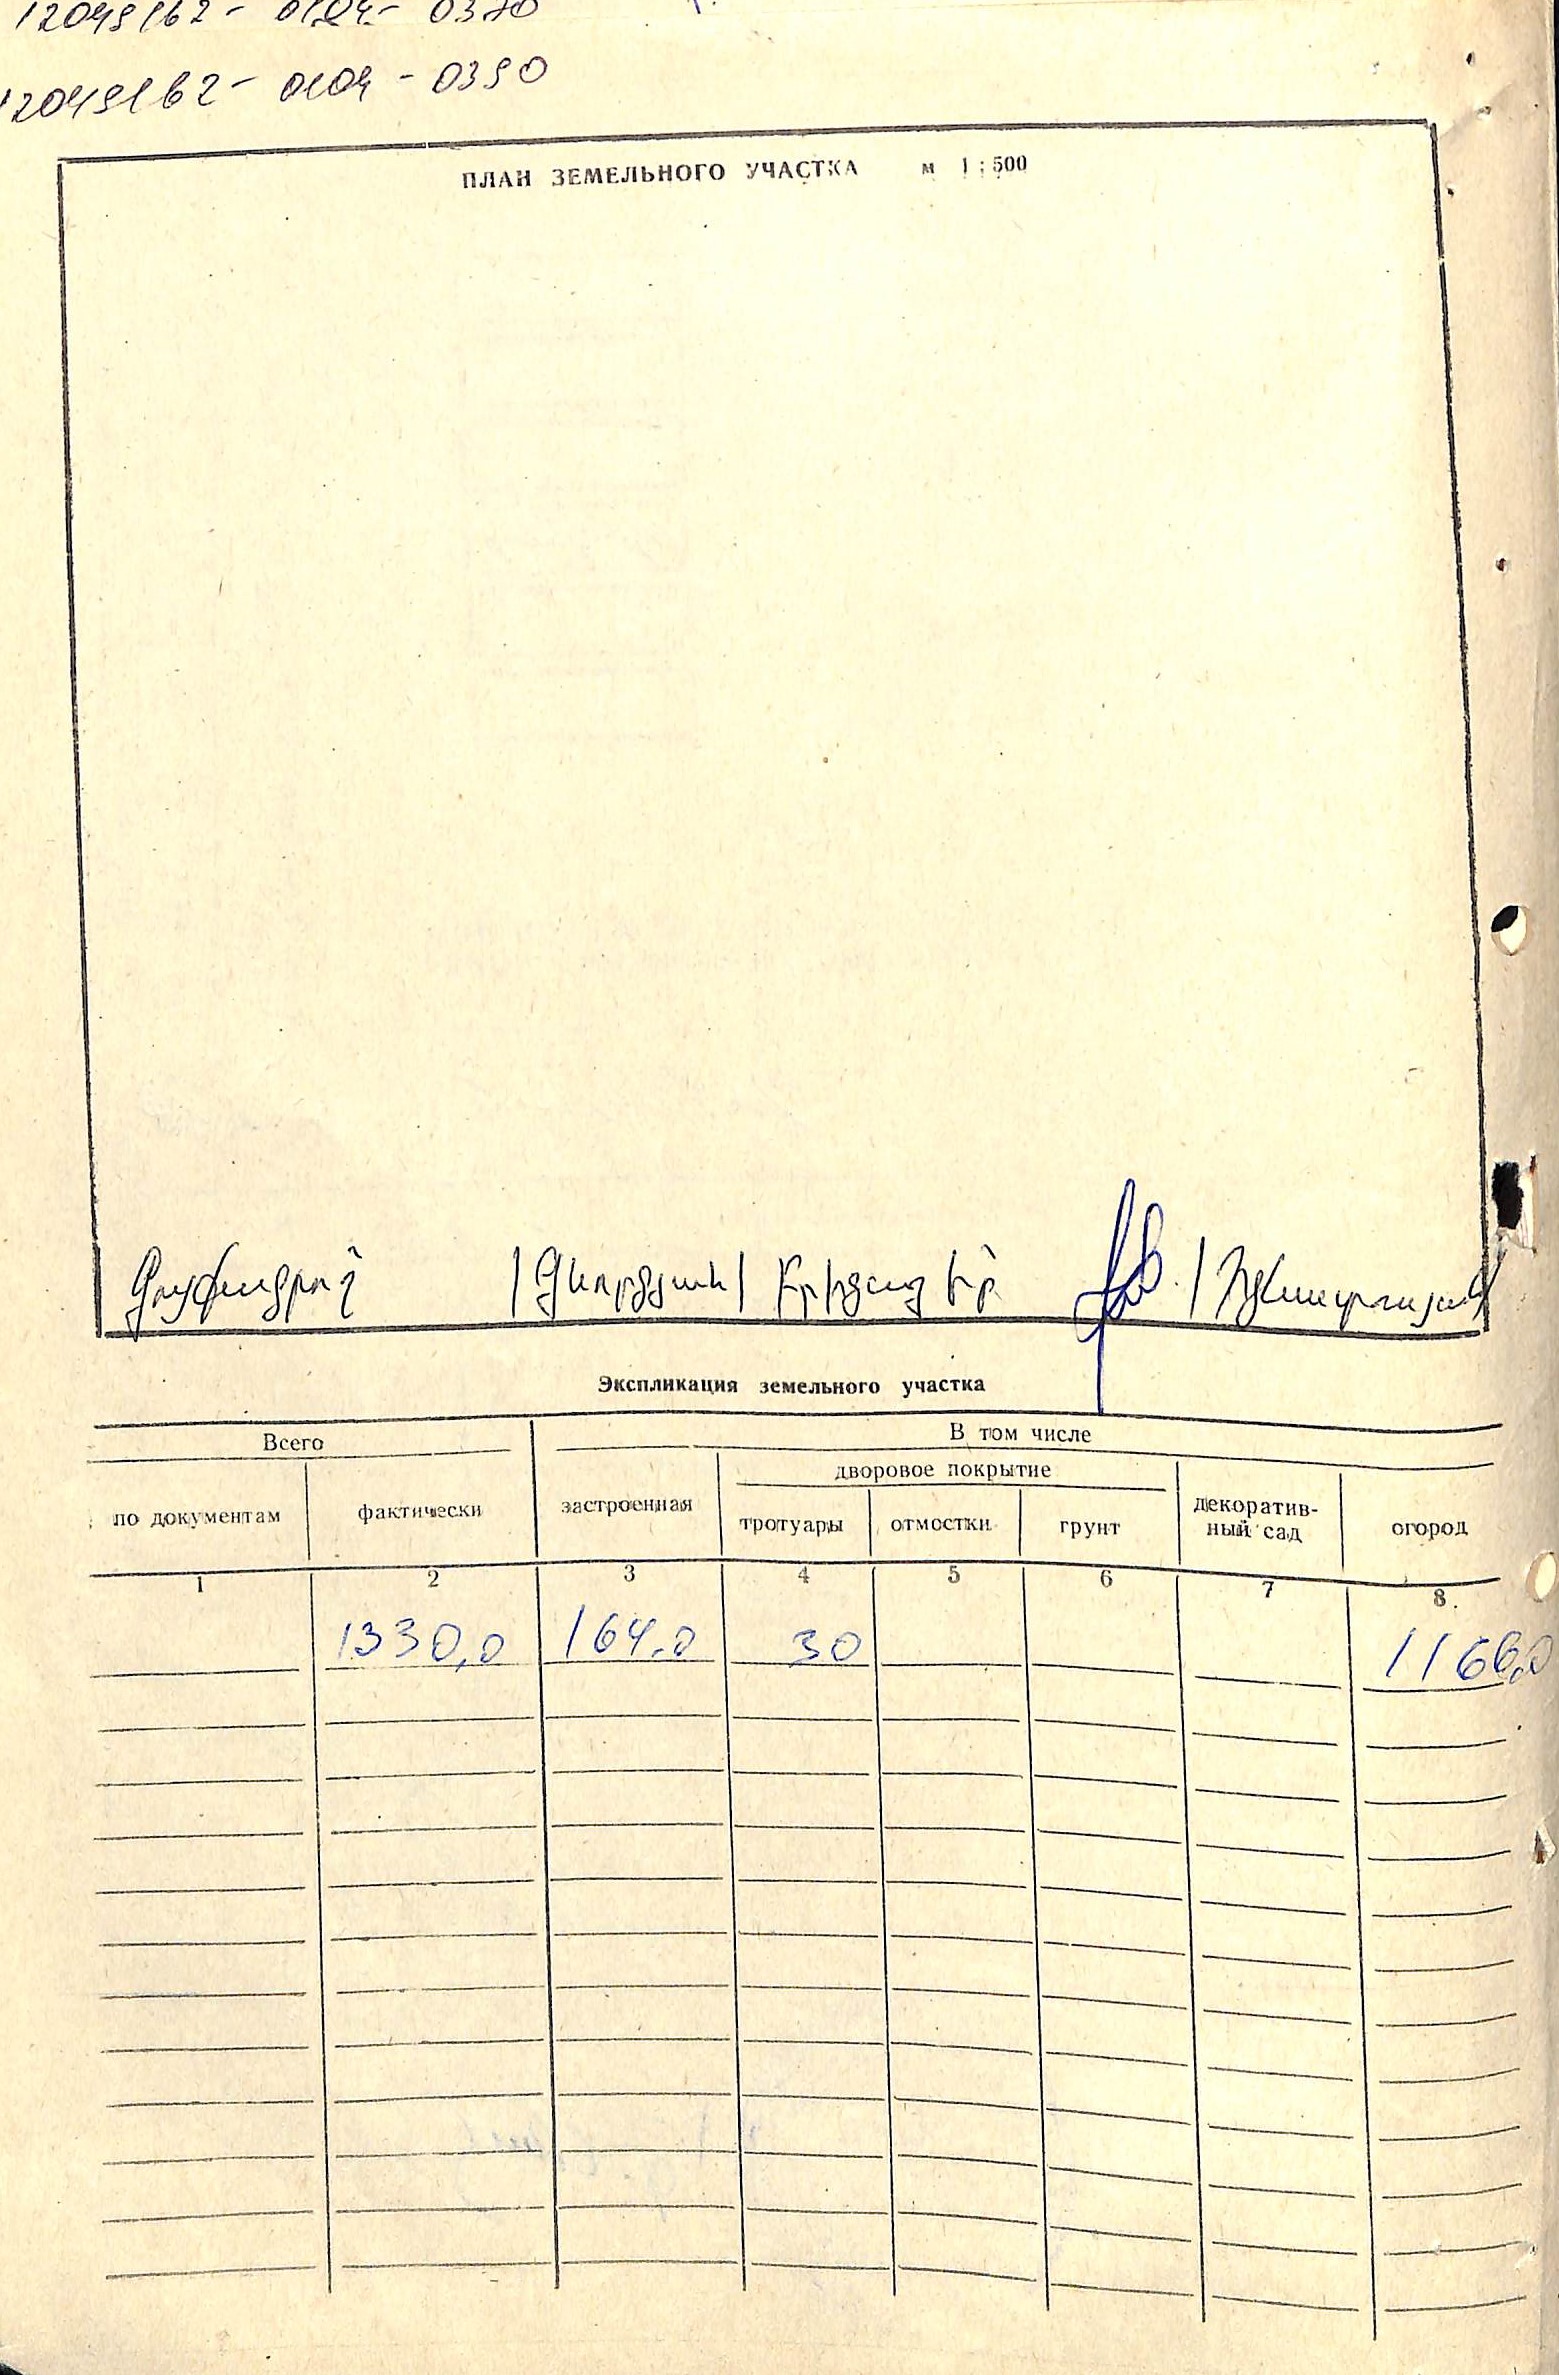 12049162- 0104- 0370
12049162- 0104 - 0390
ПЛАН ЗЕМЕЛЬНОГО УЧАСТКА м 1 : 500
/Գևորգյան/
Экспликация земельного участка
Всего В том числе
дворовое покрытие
по документам фактически застроенная тротуары отмостки грунт декоратив-
ный сад огород
1 2 3 4 5 6 7 8
1330,0 164.0 30 1166,0